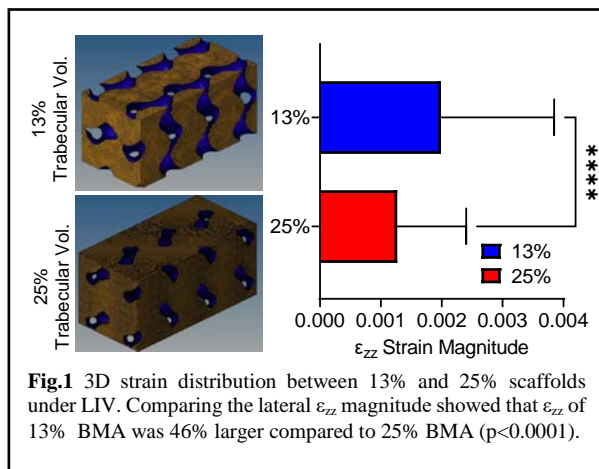 13%
Trabecular Vol.
25%
Trabecular Vol.
13%
25%
****
13%
25%
0.000 0.001 0.002 0.003 0.004
εzz Strain Magnitude
Fig.1 3D strain distribution between 13% and 25% scaffolds
under LIV. Comparing the lateral εzz magnitude showed that εzz of
13% BMA was 46% larger compared to 25% BMA (p<0.0001).